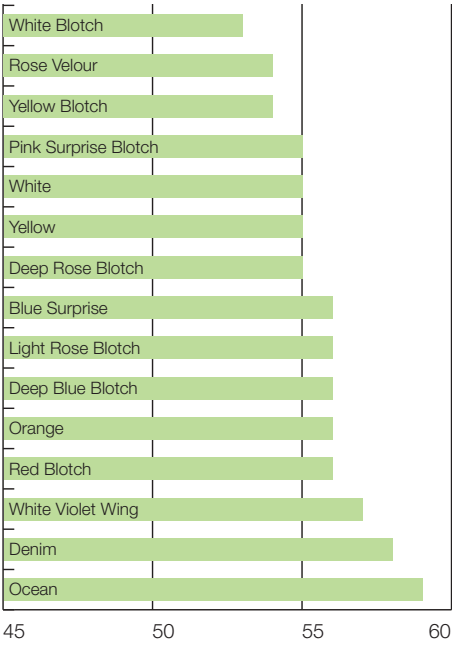 White Blotch
Rose Velour
Yellow Blotch
Pink Surprise Blotch
White
Yellow
Deep Rose Blotch
Blue Surprise
Light Rose Blotch
Deep Blue Blotch
Orange
Red Blotch
White Violet Wing
Denim
Ocean
45 50 55 60